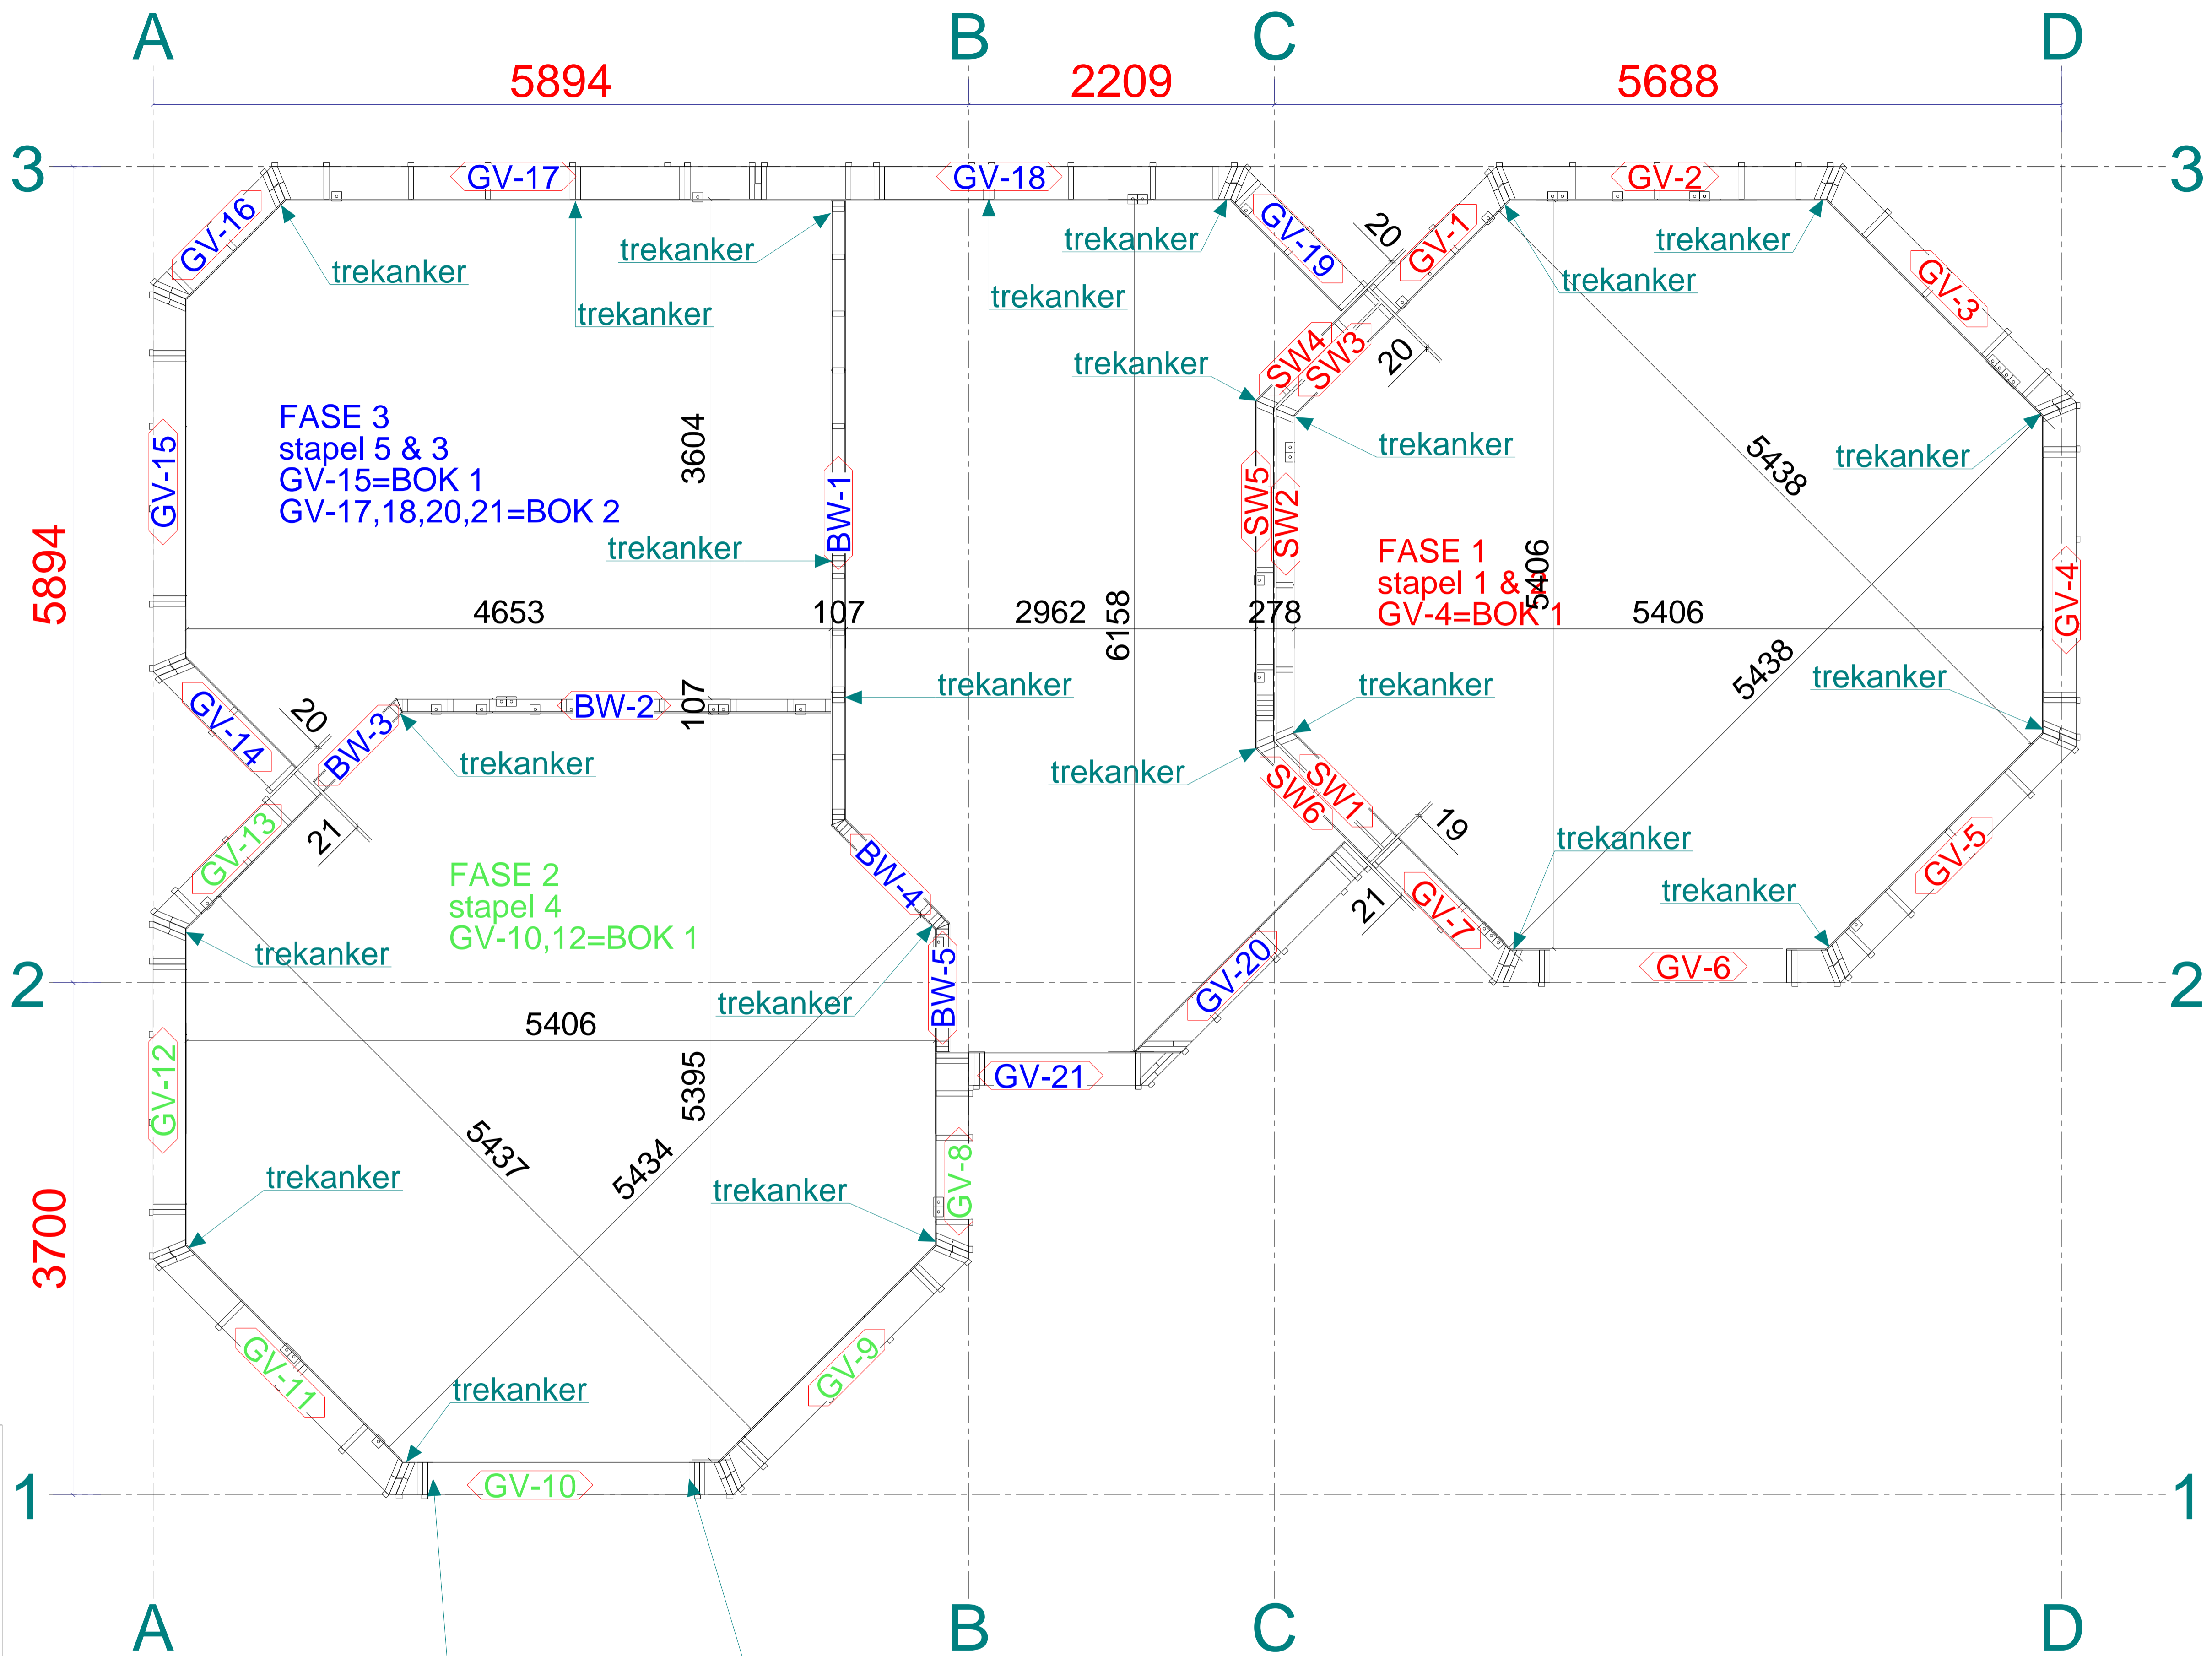 A
B
C
D
5894
2209
5688
3
GV-17
GV-18
GV-2
3
GV-16
GV-19
GV-1
20
GV-3
trekanker
trekanker
trekanker
trekanker
trekanker
trekanker
trekanker
trekanker
20
SW4
SW3
FASE 3
stapel 5 & 3
GV-15=BOK 1
GV-17,18,20,21=BOK 2
GV-15
3604
BW-1
trekanker
trekanker
trekanker
5438
SW5
SW2
FASE 1
stapel 1 & 2
GV-4=BOK 1
5406
trekanker
GV-4
5894
4653
107
2962
6158
278
5406
5438
107
trekanker
trekanker
trekanker
BW-2
GV-14
20
BW-3
trekanker
trekanker
SW1
SW6
19
21
GV-13
trekanker
GV-5
FASE 2
stapel 4
GV-10,12=BOK 1
BW-4
21
GV-7
trekanker
trekanker
2
trekanker
BW-5
GV-20
GV-6
2
5406
GV-12
5395
GV-21
5437
5434
trekanker
trekanker
GV-8
3700
GV-11
GV-9
trekanker
1
GV-10
1
A
B
C
D